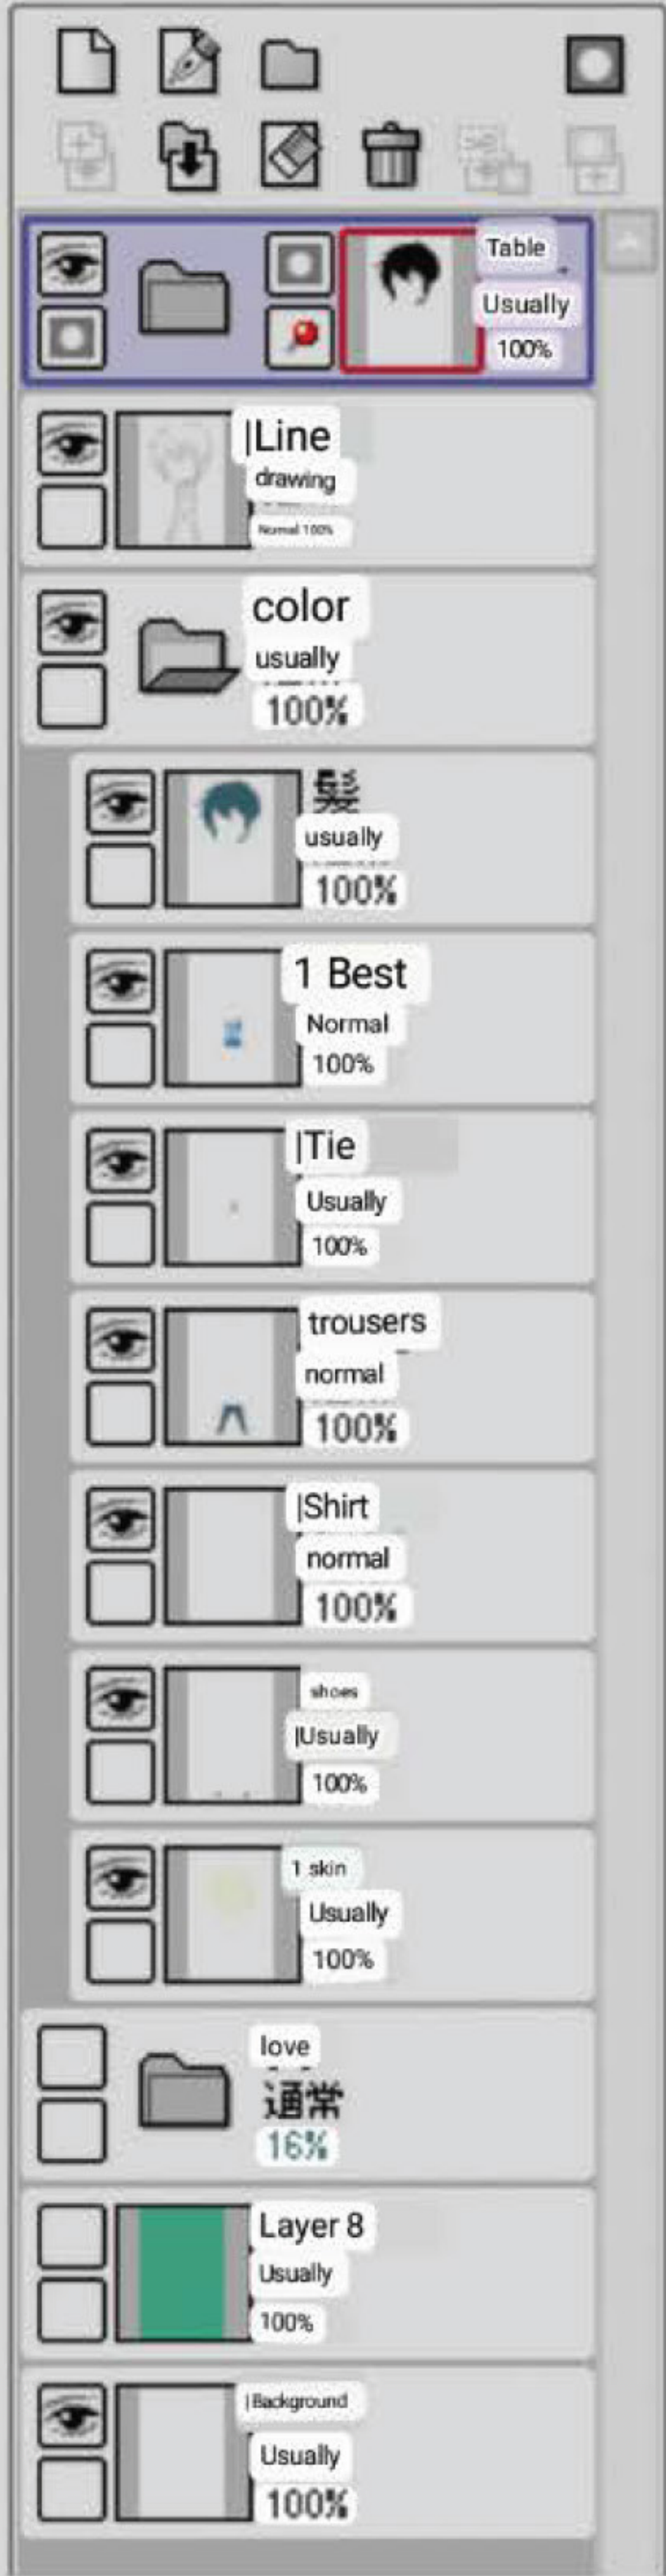 Table
Usually
100%
|Line
drawing
Normal 100%
color
usually
100%
髪
usually
100%
1 Best
Normal
100%
|Tie
Usually
100%
trousers
normal
100%
|Shirt
normal
100%
shoes
|Usually
100%
1 skin
Usually
100%
love
通常
16%
Layer 8
Usually
100%
|Background
Usually
100%